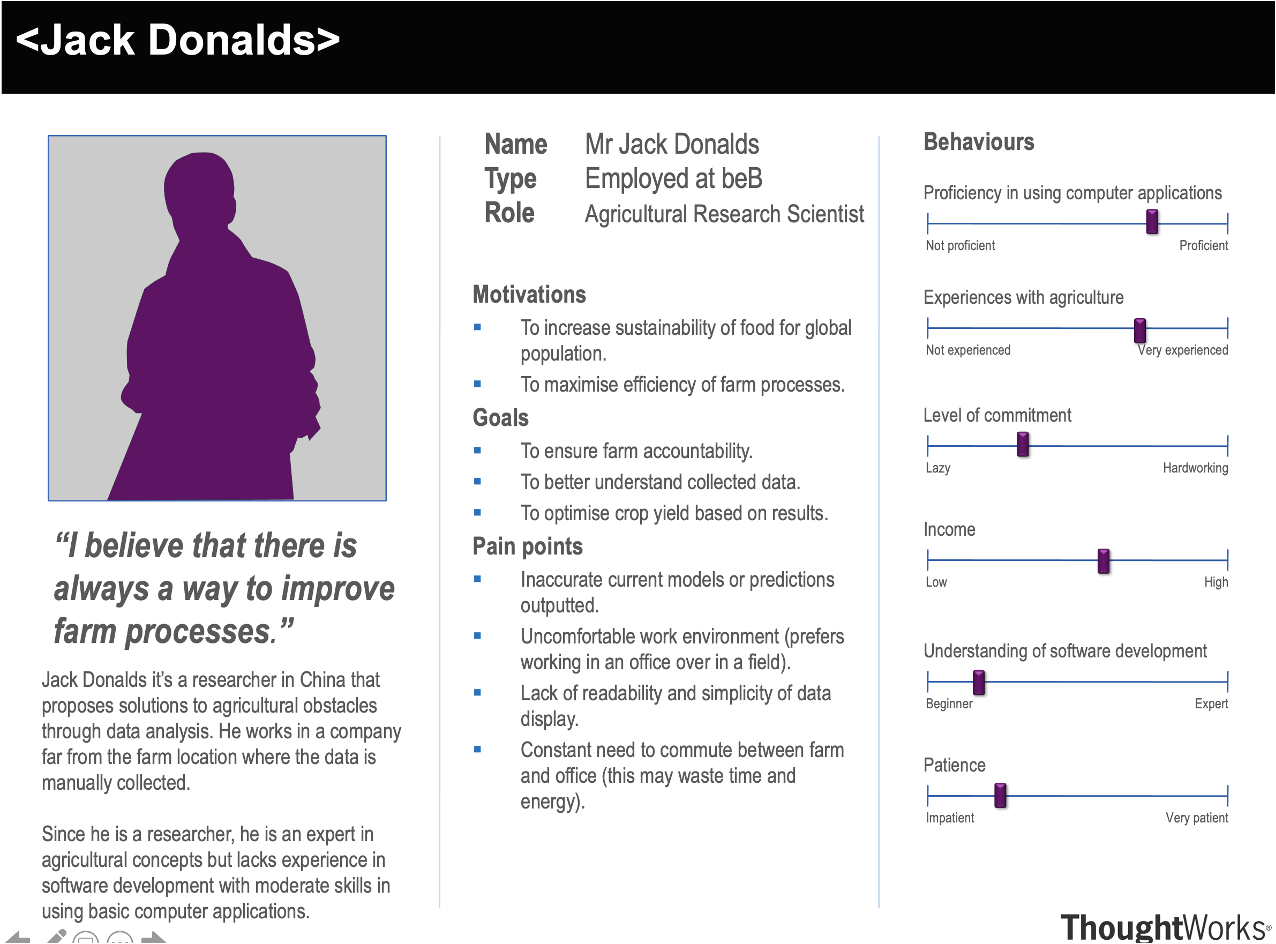 <Jack Donalds>
“I believe that there is
always a way to improve
farm processes.”
Jack Donalds it’s a researcher in China that
proposes solutions to agricultural obstacles
through data analysis. He works in a company
far from the farm location where the data is
manually collected.
Since he is a researcher, he is an expert in
agricultural concepts but lacks experience in
software development with moderate skills in
using basic computer applications.
Name Mr Jack Donalds
Type Employed at beB
Role Agricultural Research Scientist
Motivations
To increase sustainability of food for global
population.
To maximise efficiency of farm processes.
Goals
To ensure farm accountability.
To better understand collected data.
To optimise crop yield based on results.
Pain points
Inaccurate current models or predictions
outputted.
Uncomfortable work environment (prefers
working in an office over in a field).
Lack of readability and simplicity of data
display.
Constant need to commute between farm
and office (this may waste time and
energy).
Behaviours
Proficiency in using computer applications
Not proficient Proficient
Experiences with agriculture
Not experienced Very experienced
Level of commitment
Lazy Hardworking
Income
Low High
Understanding of software development
Beginner Expert
Patience
Impatient Very patient
ThoughtWorks®